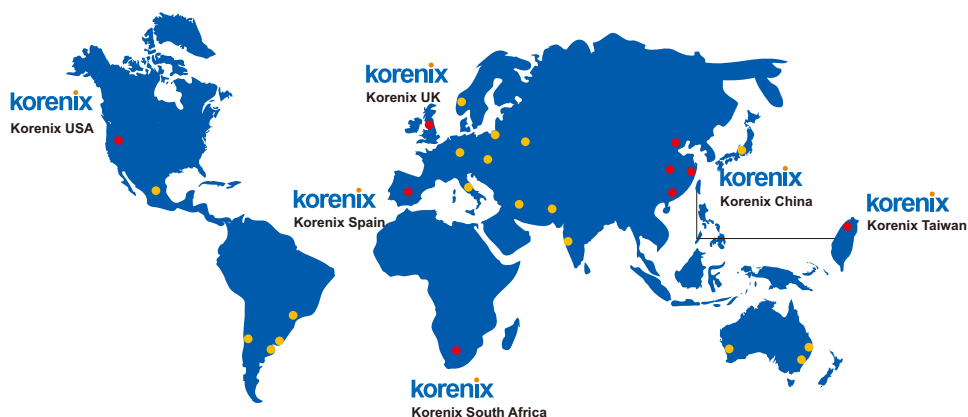 korenix
Korenix UK
korenix
Korenix USA
korenix
Korenix China
korenix
Korenix Spain
korenix
Korenix Taiwan
korenix
Korenix South Africa